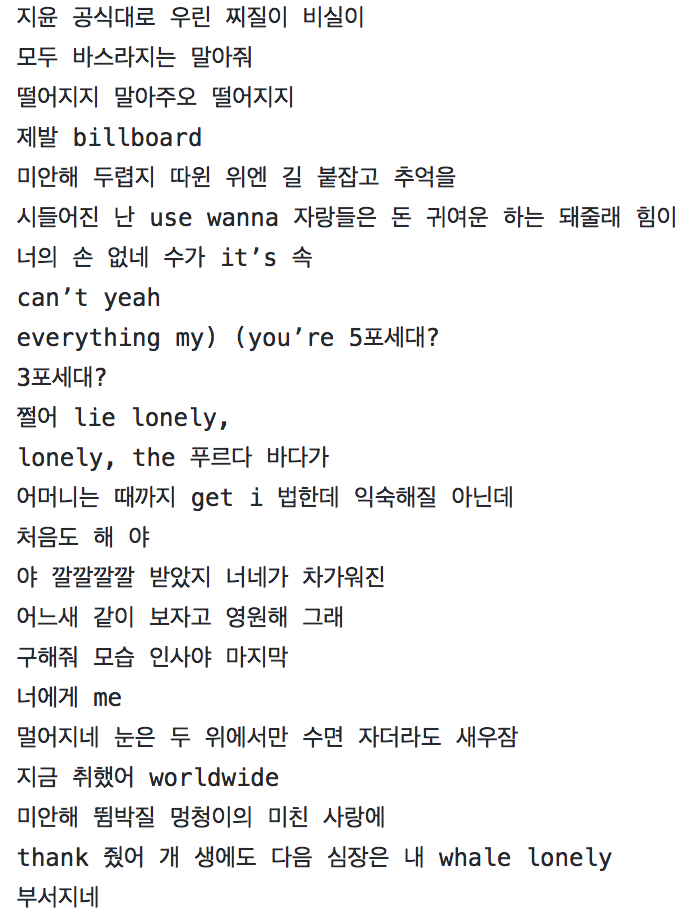 지윤 공식대로 우린 찌질이 비실이
모두 바스라지는 말아줘
떨어지지 말아주오 떨어지지
제발 billboard
미안해 두렵지 따윈 위엔 길 붙잡고 추억을
시들어진 난 use wanna 자랑들은 돈 귀여운 하는 돼줄래 힘이
너의 손 없네 수가 it’s 속
can’t yeah
everything my) (you’re 5포세대?
3포세대?
쩔어 lie lonely,
lonely, the 푸르다 바다가
어머니는 때까지 get i 법한데 익숙해질 아닌데
처음도 해 야
야 깔깔깔깔 받았지 너네가 차가워진
어느새 같이 보자고 영원해 그래
구해줘 모습 인사야 마지막
너에게 me
멀어지네 눈은 두 위에서만 수면 자더라도 새우잠
지금 취했어 worldwide
미안해 뜀박질 멍청이의 미친 사랑에
thank 줬어 개 생에도 다음 심장은 내 whale lonely
부서지네